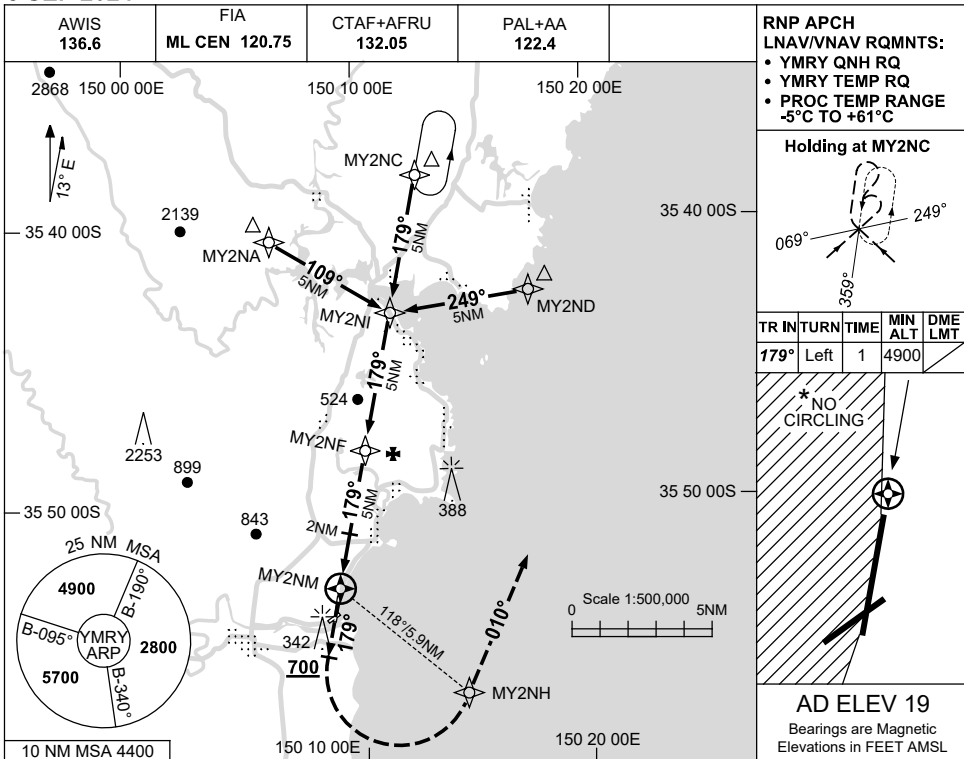 AWIS
136.6
FIA
ML CEN 120.75
CTAF+AFRU
132.05
PAL+AA
122.4
RNP APCH
LNAV/VNAV RQMNTS:
• YMRY QNH RQ
• YMRY TEMP RQ
• PROC TEMP RANGE
-5°C TO +61°C
Holding at MY2NC
069°
249°
359°
TR IN TURN TIME MIN ALT DME LMT
179° Left 1 4900
* NO
CIRCLING
AD ELEV 19
Bearings are Magnetic
Elevations in FEET AMSL
2868
150 00 00E
150 10 00E
150 20 00E
13° E
MY2NC
2139
35 40 00S
35 40 00S
MY2NA
179°
5NM
109°
5NM
249°
5NM
MY2ND
MY2NI
179°
5NM
524
MY2NF
2253
899
388
35 50 00S
35 50 00S
179°
5NM
843
2NM
25 NM MSA
4900
B-190°
B-095°
YMRY
ARP
2800
5700
B-340°
MY2NM
118°/5.9NM
010°
Scale 1:500,000
0
5NM
342
179°
700
MY2NH
150 10 00E
150 20 00E
10 NM MSA 4400